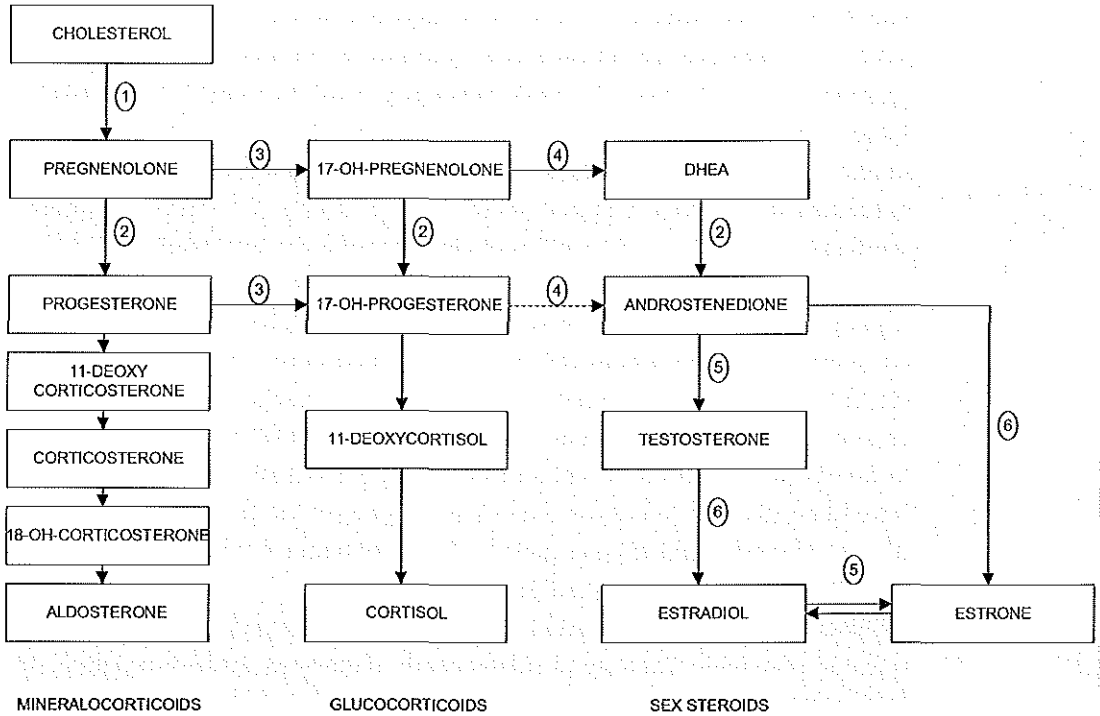 CHOLESTEROL
1
PREGNENOLONE
3
17-OH-PREGNENOLONE
4
DHEA
2
2
2
PROGESTERONE
3
17-OH-PROGESTERONE
4
ANDROSTENEDIONE
11-DEOXY
CORTICOSTERONE
5
CORTICOSTERONE
11-DEOXYCORTISOL
TESTOSTERONE
6
6
18-OH-CORTICOSTERONE
5
ALDOSTERONE
CORTISOL
ESTRADIOL
ESTRONE
MINERALOCORTICOIDS
GLUCOCORTICOIDS
SEX STEROIDS